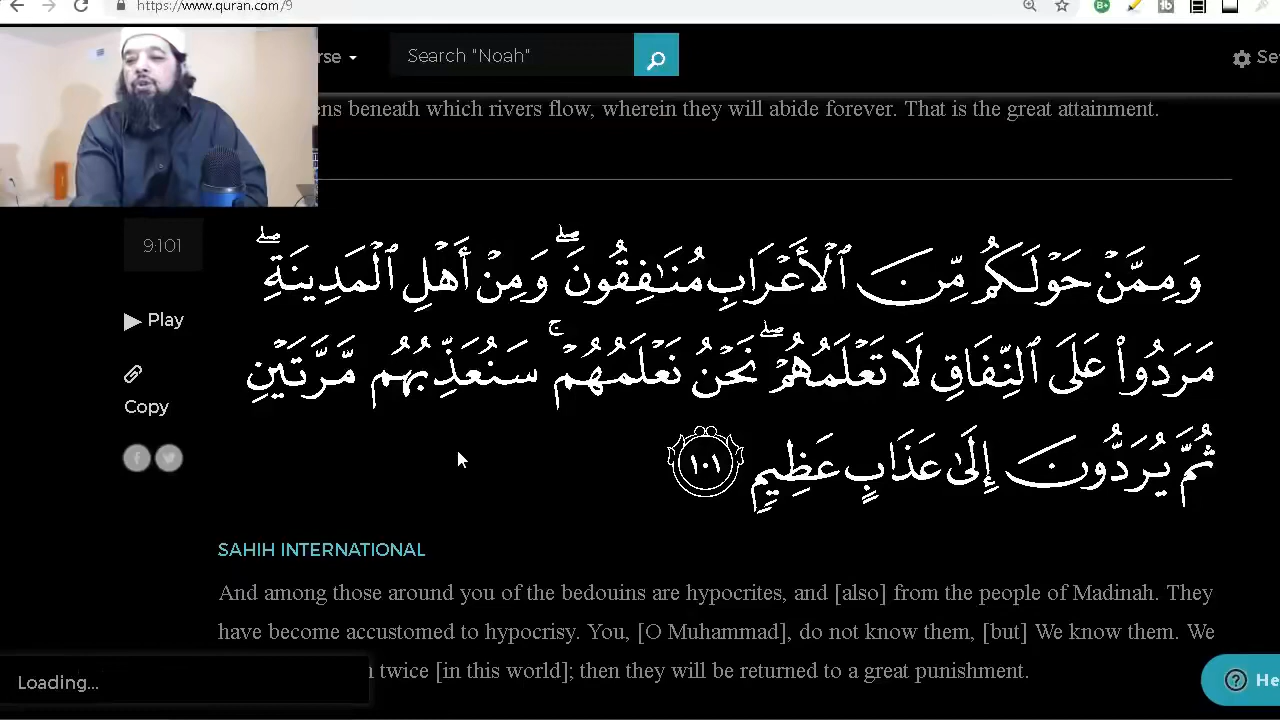 https://www.quran.com/9
rse
Search "Noah"
ens beneath which rivers flow, wherein they will abide forever. That is the great attainment.
9:101
وَمِمَّنْ حَوْلَكُم مِّنَ ٱلْأَعْرَابِ مُنَـٰفِقُونَ ۖ وَمِنْ أَهْلِ ٱلْمَدِينَةِ ۖ
مَرَدُوا۟ عَلَى ٱلنِّفَاقِ لَا تَعْلَمُهُمْ ۖ نَحْنُ نَعْلَمُهُمْ ۚ سَنُعَذِّبُهُم مَّرَّتَيْنِ
ثُمَّ يُرَدُّونَ إِلَىٰ عَذَابٍ عَظِيمٍ ١٠١
Play
Copy
SAHIH INTERNATIONAL
And among those around you of the bedouins are hypocrites, and [also] from the people of Madinah. They
have become accustomed to hypocrisy. You, [O Muhammad], do not know them, [but] We know them. We
twice [in this world]; then they will be returned to a great punishment.
Loading...
He